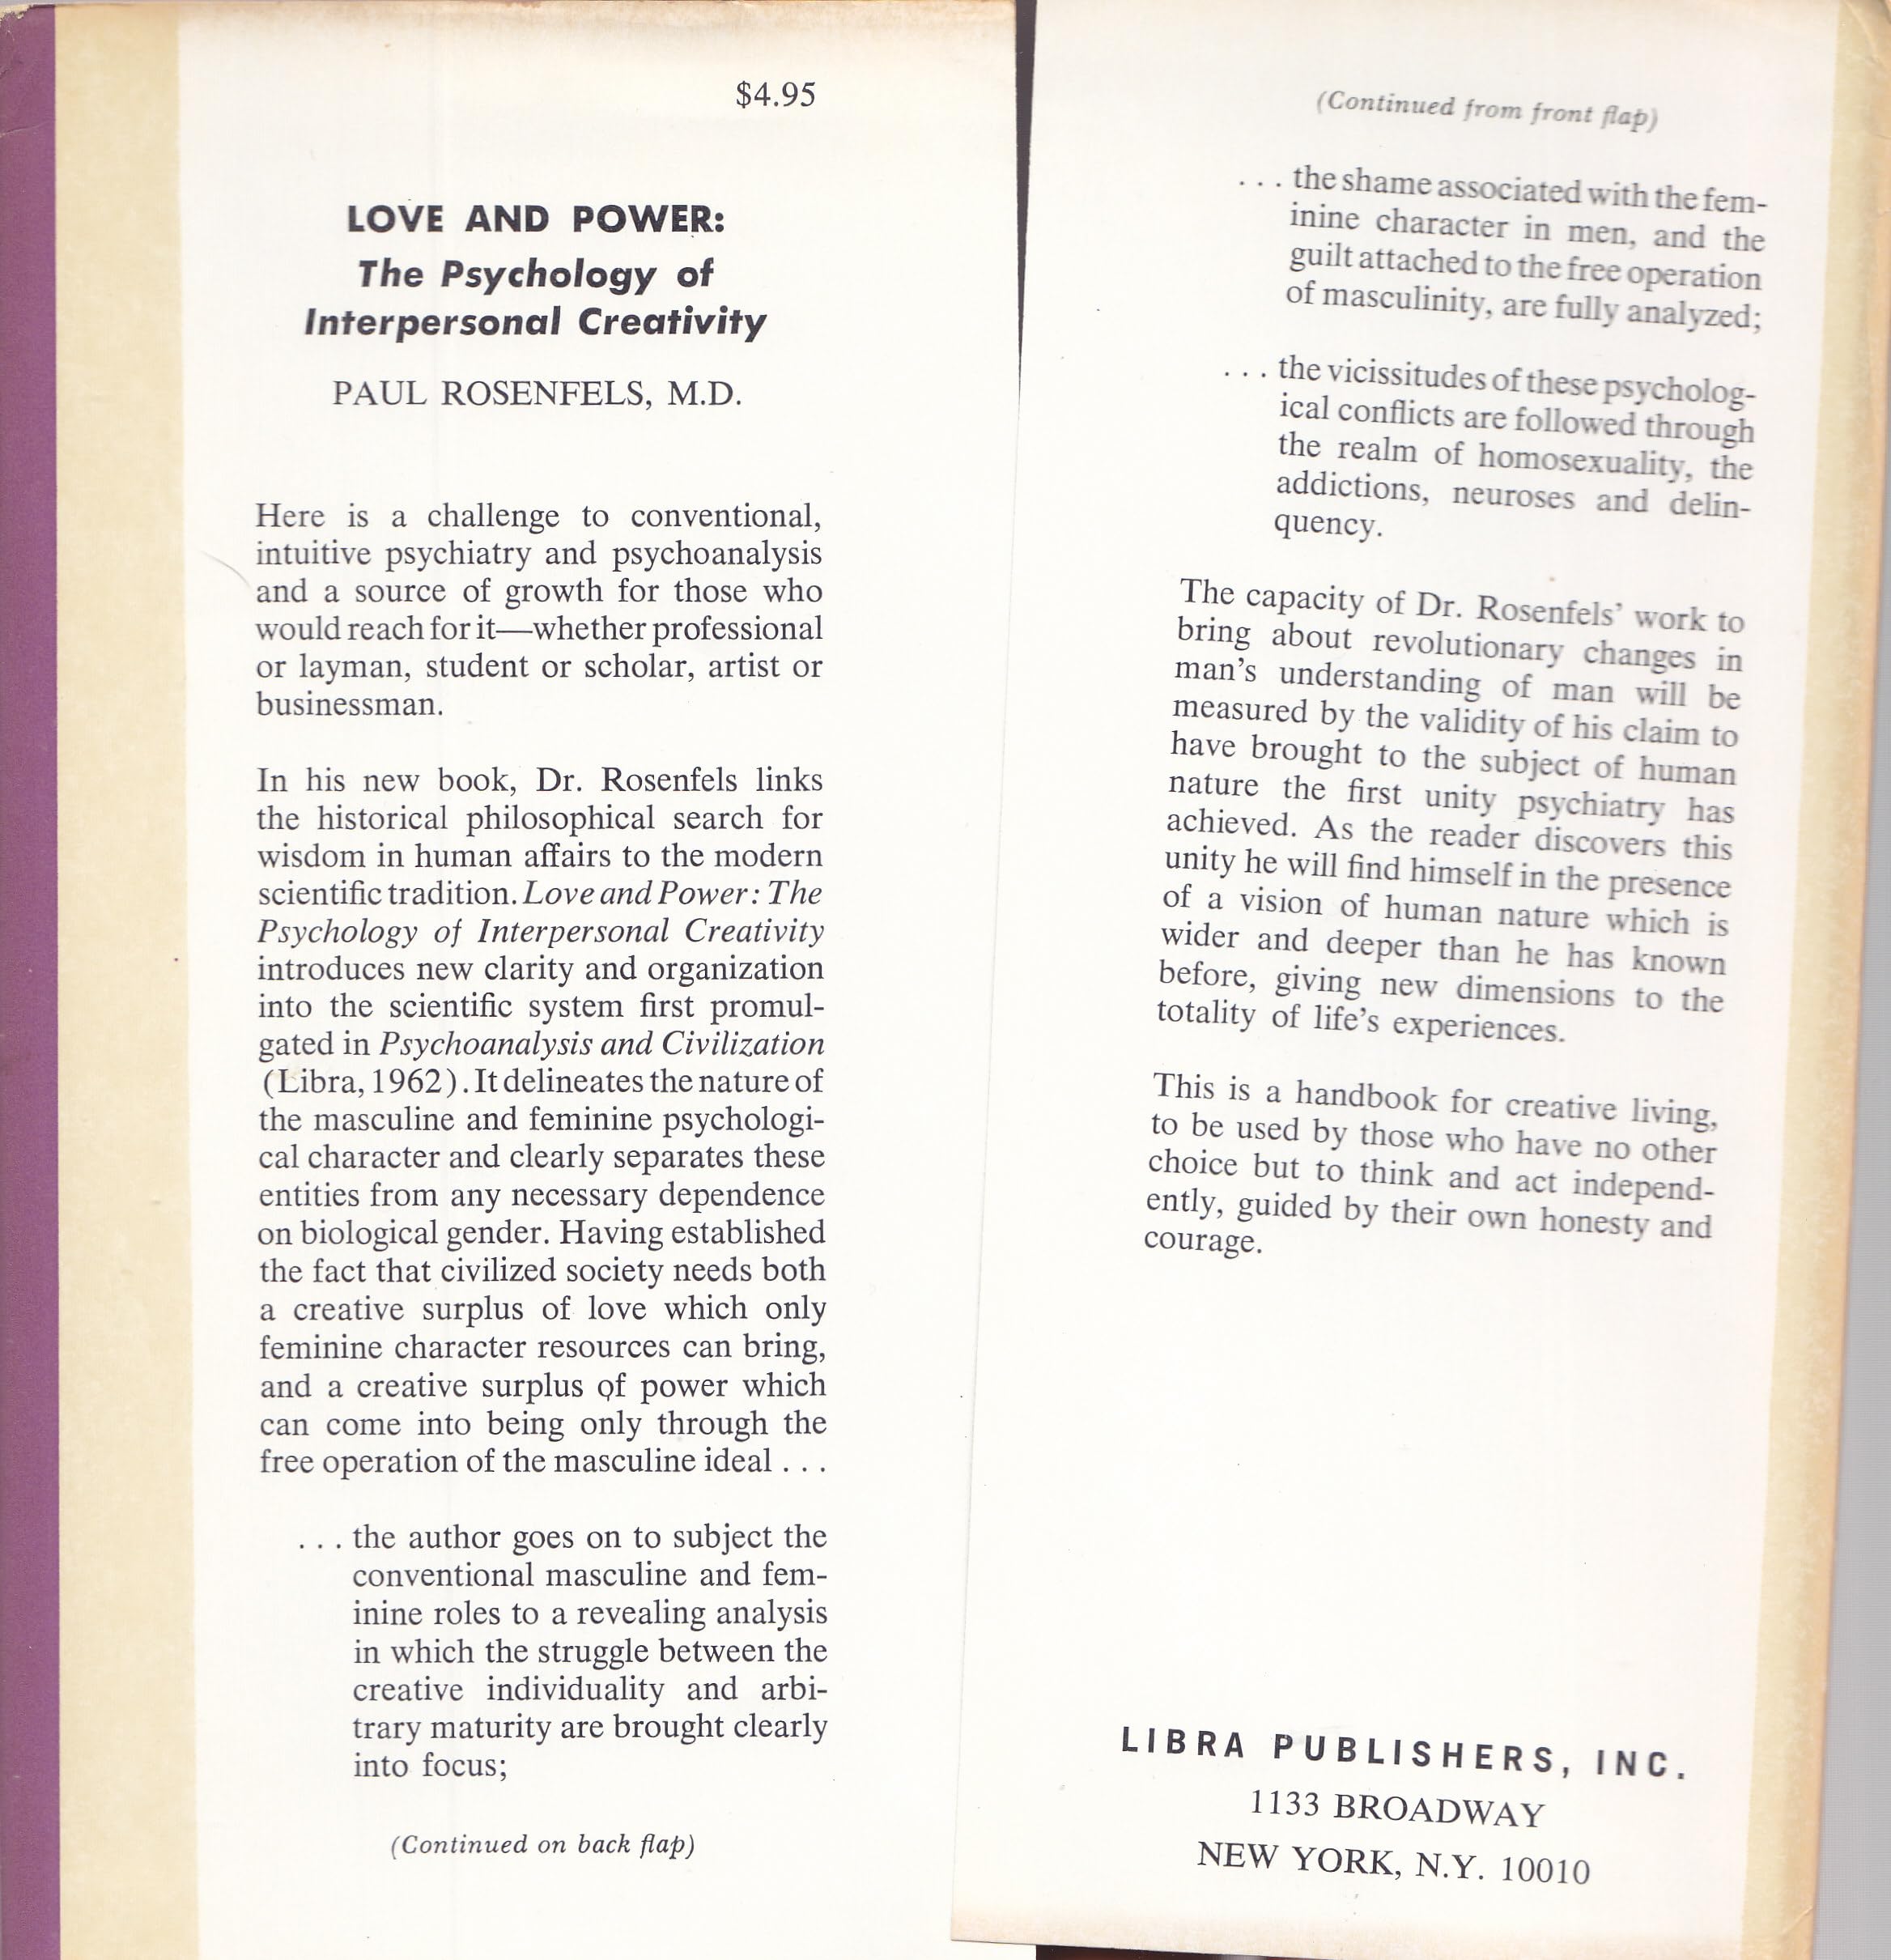 $4.95
LOVE AND POWER:
The Psychology of
Interpersonal Creativity
PAUL ROSENFELS, M.D.
Here is a challenge to conventional,
intuitive psychiatry and psychoanalysis
and a source of growth for those who
would reach for it—whether professional
or layman, student or scholar, artist or
businessman.
In his new book, Dr. Rosenfels links
the historical philosophical search for
wisdom in human affairs to the modern
scientific tradition. Love and Power: The
Psychology of Interpersonal Creativity
introduces new clarity and organization
into the scientific system first promul-
gated in Psychoanalysis and Civilization
(Libra, 1962). It delineates the nature of
the masculine and feminine psychologi-
cal character and clearly separates these
entities from any necessary dependence
on biological gender. Having established
the fact that civilized society needs both
a creative surplus of love which only
feminine character resources can bring,
and a creative surplus of power which
can come into being only through the
free operation of the masculine ideal . . .
. . . the author goes on to subject the
conventional masculine and fem-
inine roles to a revealing analysis
in which the struggle between the
creative individuality and arbi-
trary maturity are brought clearly
into focus;
(Continued on back flap)
(Continued from front flap)
. . . the shame associated with the fem-
inine character in men, and the
guilt attached to the free operation
of masculinity, are fully analyzed;
. . . the vicissitudes of these psycholog-
ical conflicts are followed through
the realm of homosexuality, the
addictions, neuroses and delin-
quency.
The capacity of Dr. Rosenfels' work to
bring about revolutionary changes in
man's understanding of man will be
measured by the validity of his claim to
have brought to the subject of human
nature the first unity psychiatry has
achieved. As the reader discovers this
unity he will find himself in the presence
of a vision of human nature which is
wider and deeper than he has known
before, giving new dimensions to the
totality of life's experiences.
This is a handbook for creative living,
to be used by those who have no other
choice but to think and act independ-
ently, guided by their own honesty and
courage.
LIBRA PUBLISHERS, INC.
1133 BROADWAY
NEW YORK, N.Y. 10010